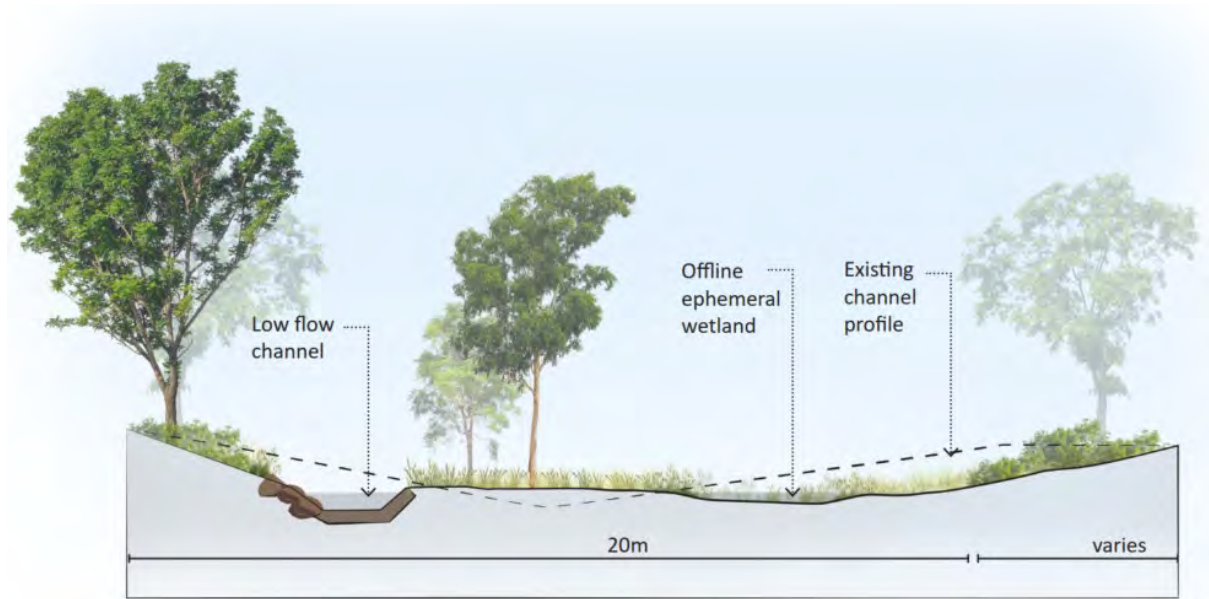 Low flow
channel
Offline
ephemeral
wetland
Existing
channel
profile
20m
varies